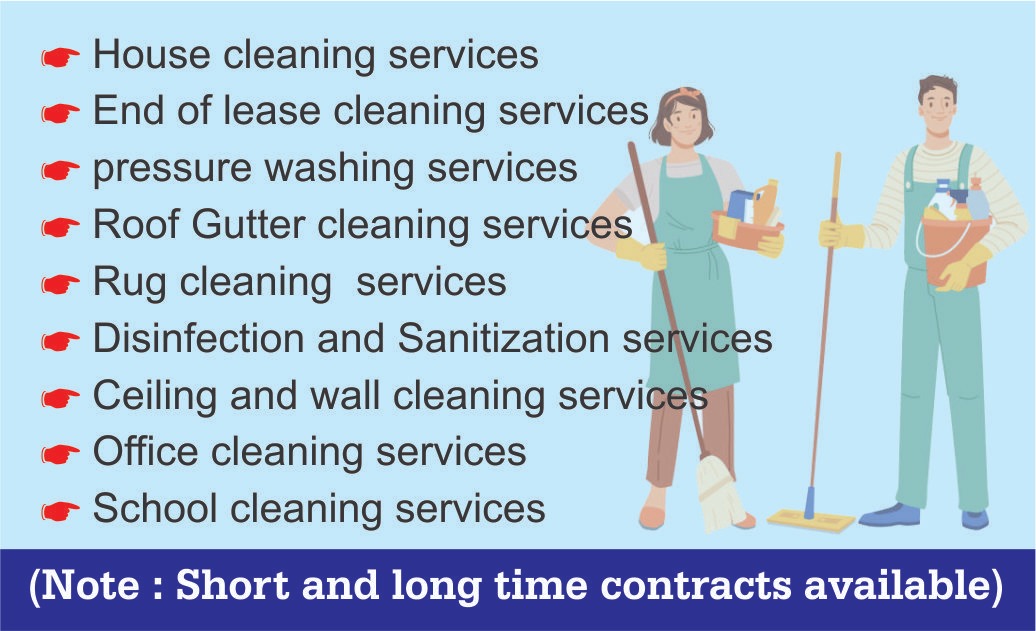 House cleaning services
End of lease cleaning services
pressure washing services
Roof Gutter cleaning services
Rug cleaning  services
Disinfection and Sanitization services
Ceiling and wall cleaning services
Office cleaning services
School cleaning services
(Note : Short and long time contracts available)